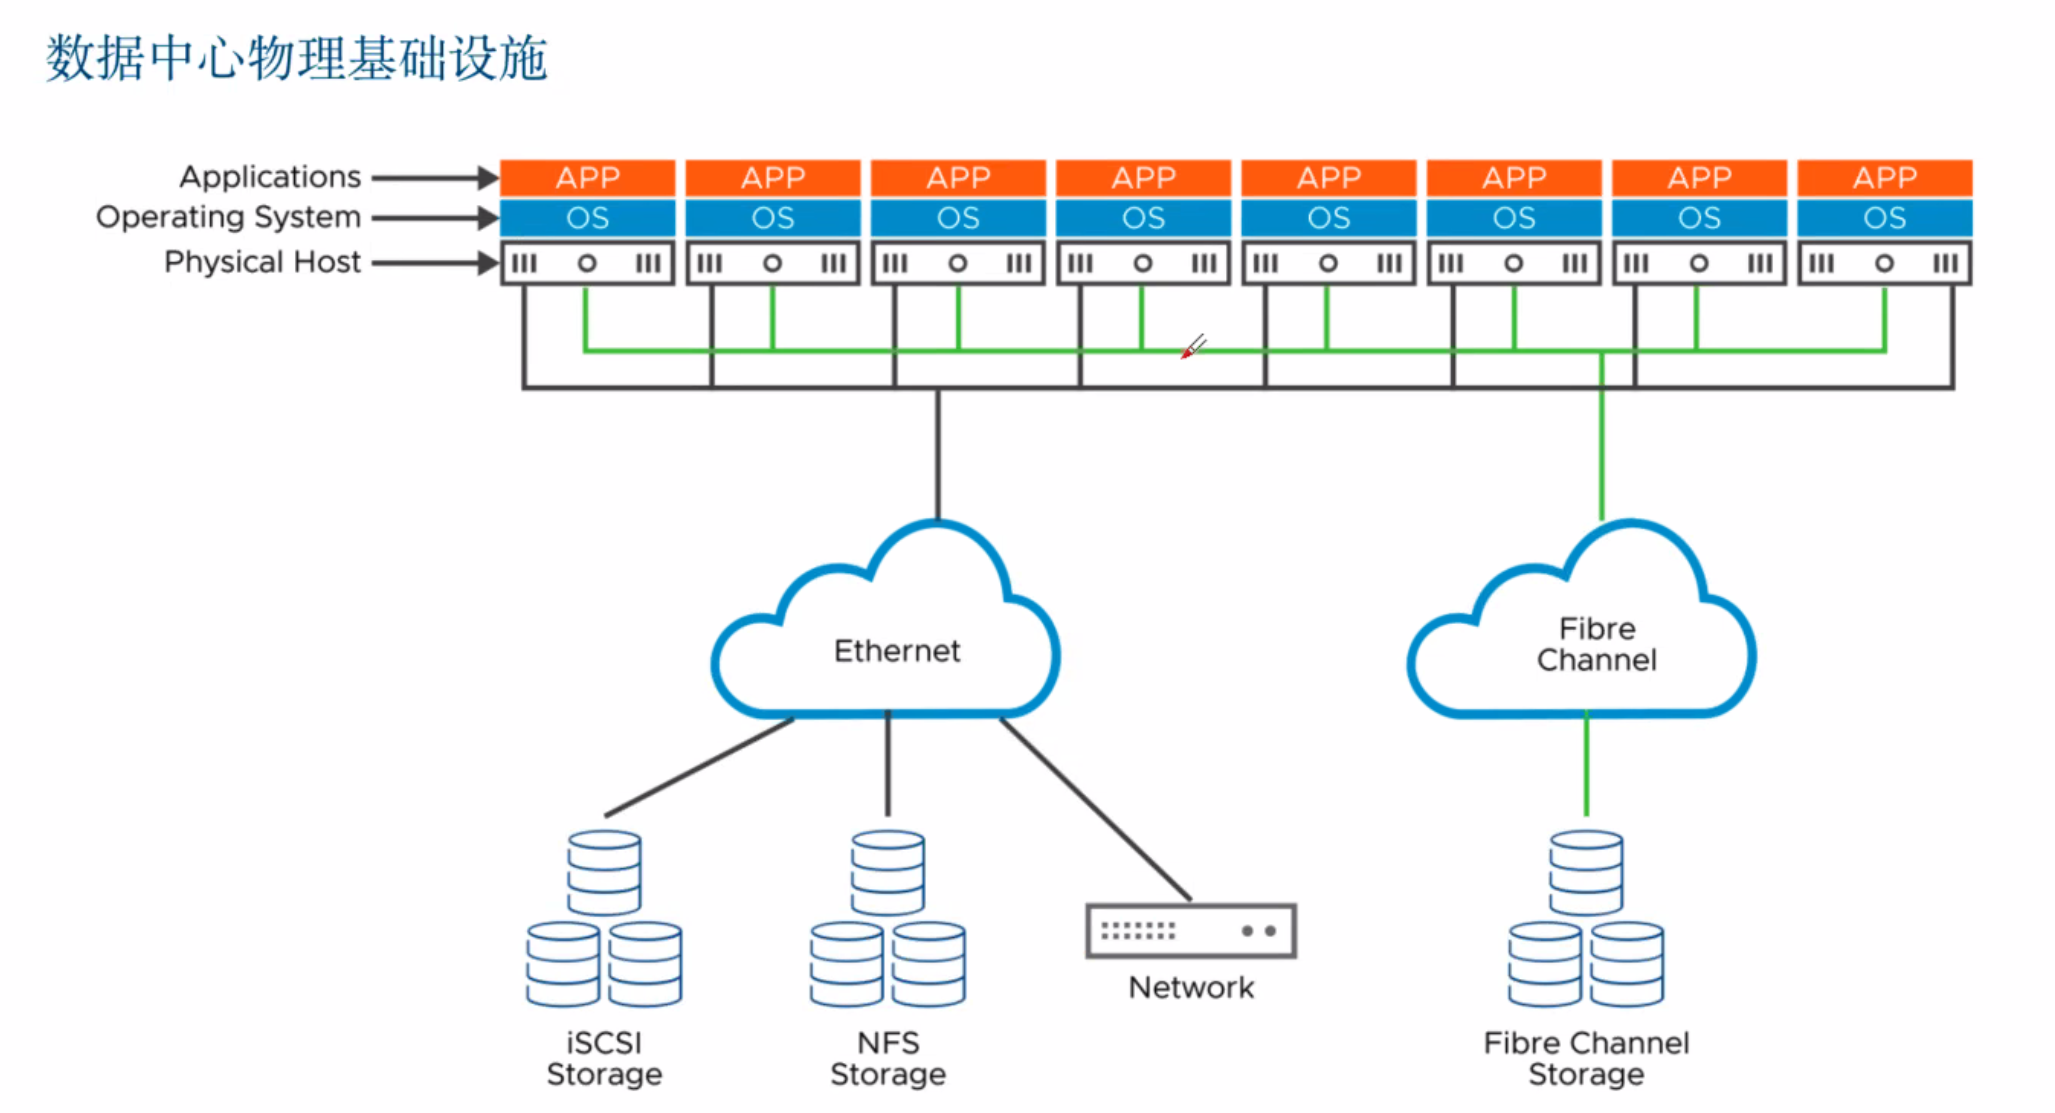 数据中心物理基础设施
Applications
APP APP APP APP APP APP APP APP
Operating System
OS OS OS OS OS OS OS OS
Physical Host
Ethernet
Fibre
Channel
Network
iSCSI
Storage
NFS
Storage
Fibre Channel
Storage